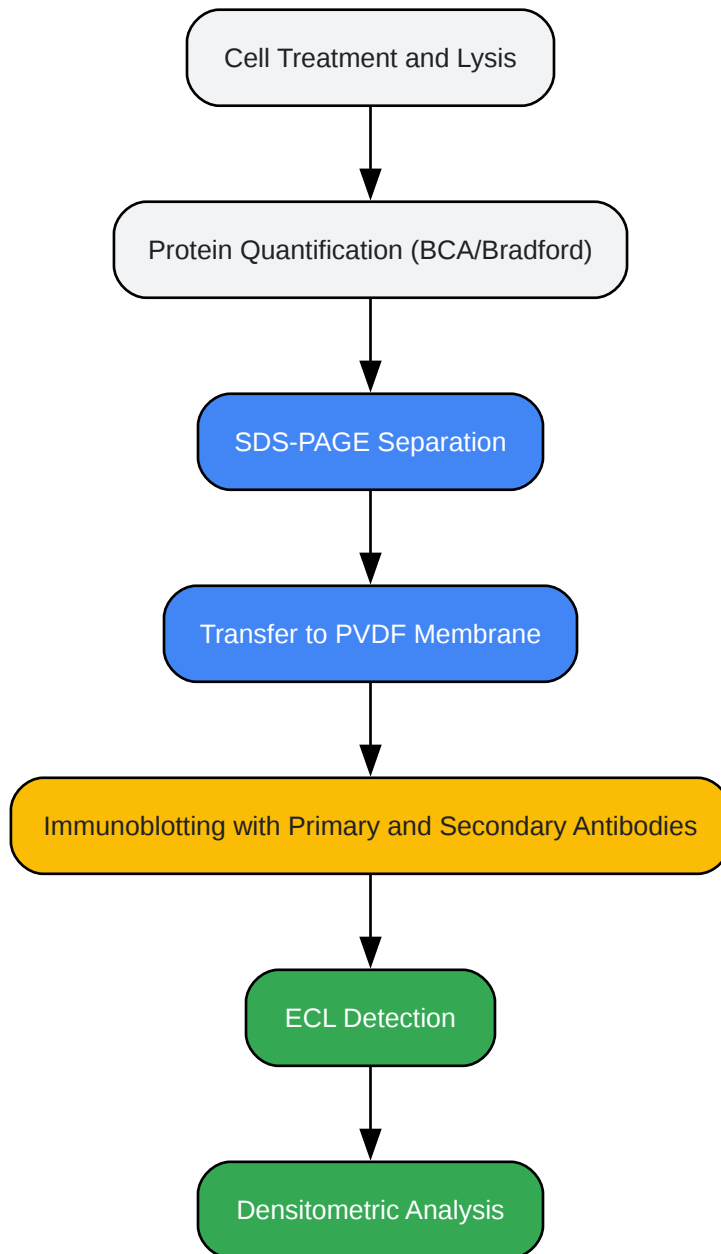 Cell Treatment and Lysis
Protein Quantification (BCA/Bradford)
SDS-PAGE Separation
Transfer to PVDF Membrane
Immunoblotting with Primary and Secondary Antibodies
ECL Detection
Densitometric Analysis